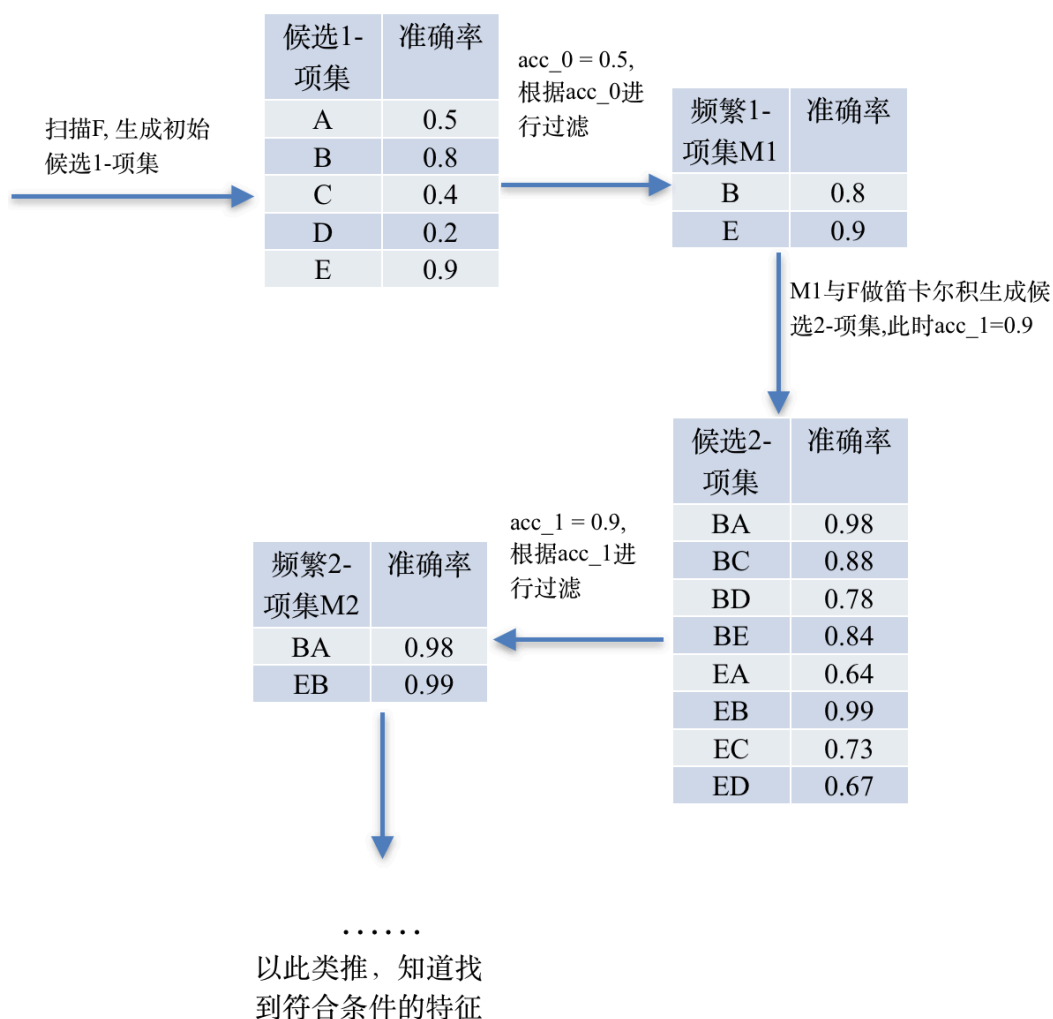 扫描F, 生成初始
候选1-项集
候选1-
项集
准确率
A 0.5
B 0.8
C 0.4
D 0.2
E 0.9
acc_0 = 0.5,
根据acc_0进
行过滤
频繁1-
项集M1
准确率
B 0.8
E 0.9
M1与F做笛卡尔积生成候
选2-项集,此时acc_1=0.9
候选2-
项集
准确率
BA 0.98
BC 0.88
BD 0.78
BE 0.84
EA 0.64
EB 0.99
EC 0.73
ED 0.67
acc_1 = 0.9,
根据acc_1进
行过滤
频繁2-
项集M2
准确率
BA 0.98
EB 0.99
......
以此类推，知道找
到符合条件的特征